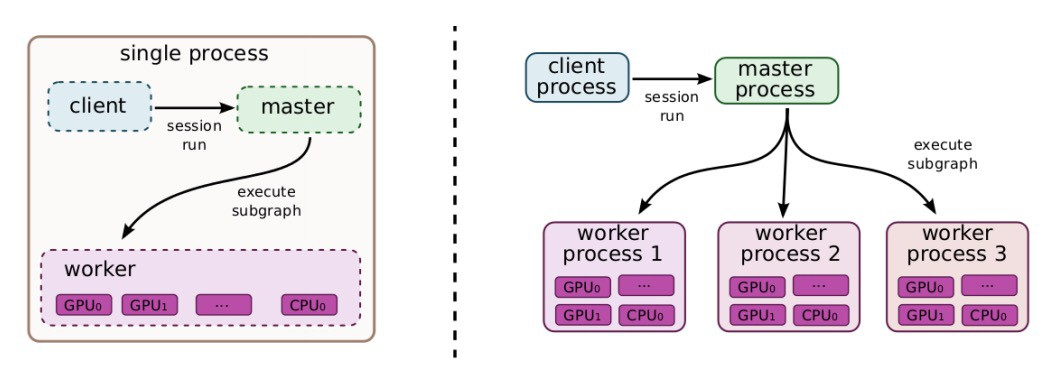 single process
client
master
session
run
execute
subgraph
worker
GPU₀
GPU₁
...
CPU₀
client
process
master
process
session
run
execute
subgraph
worker
process 1
GPU₀
...
GPU₁
CPU₀
worker
process 2
GPU₀
...
GPU₁
CPU₀
worker
process 3
GPU₀
...
GPU₁
CPU₀